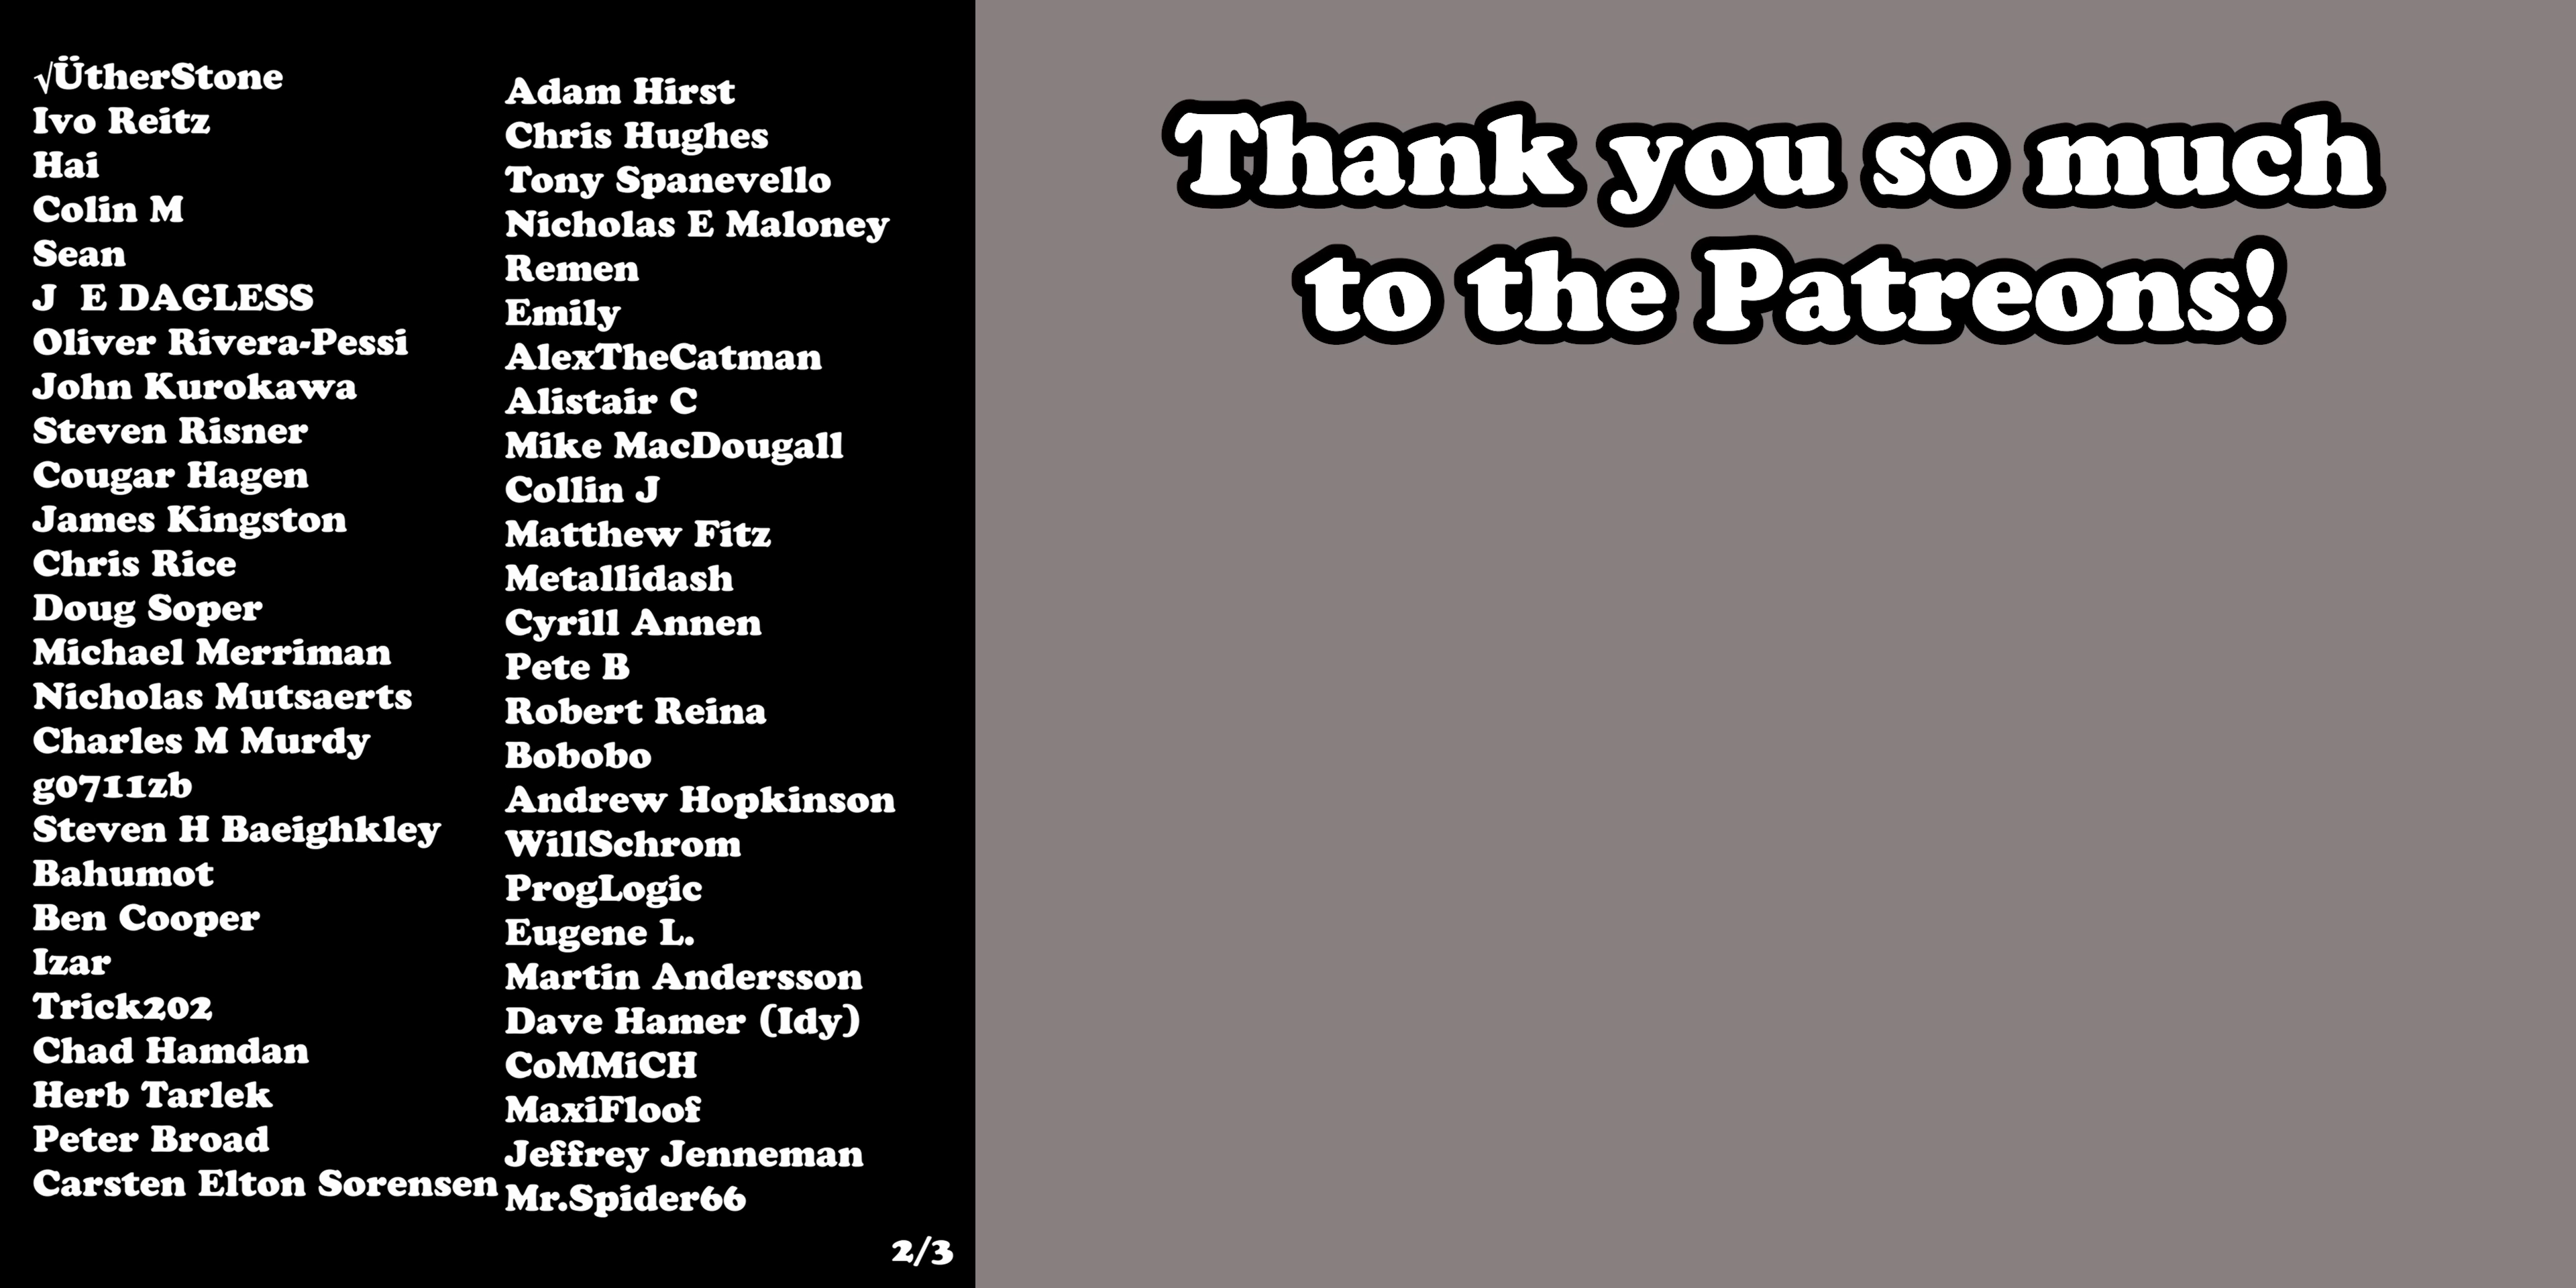 √ÜtherStone
Ivo Reitz
Hai
Colin M
Sean
J  E DAGLESS
Oliver Rivera-Pessi
John Kurokawa
Steven Risner
Cougar Hagen
James Kingston
Chris Rice
Doug Soper
Michael Merriman
Nicholas Mutsaerts
Charles M Murdy
g0711zb
Steven H Baeighkley
Bahumot
Ben Cooper
Izar
Trick202
Chad Hamdan
Herb Tarlek
Peter Broad
Carsten Elton Sorensen
Adam Hirst
Chris Hughes
Tony Spanevello
Nicholas E Maloney
Remen
Emily
AlexTheCatman
Alistair C
Mike MacDougall
Collin J
Matthew Fitz
Metallidash
Cyrill Annen
Pete B
Robert Reina
Bobobo
Andrew Hopkinson
WillSchrom
ProgLogic
Eugene L.
Martin Andersson
Dave Hamer (Idy)
CoMMiCH
MaxiFloof
Jeffrey Jenneman
Mr.Spider66
2/3
Thank you so much
to the Patreons!